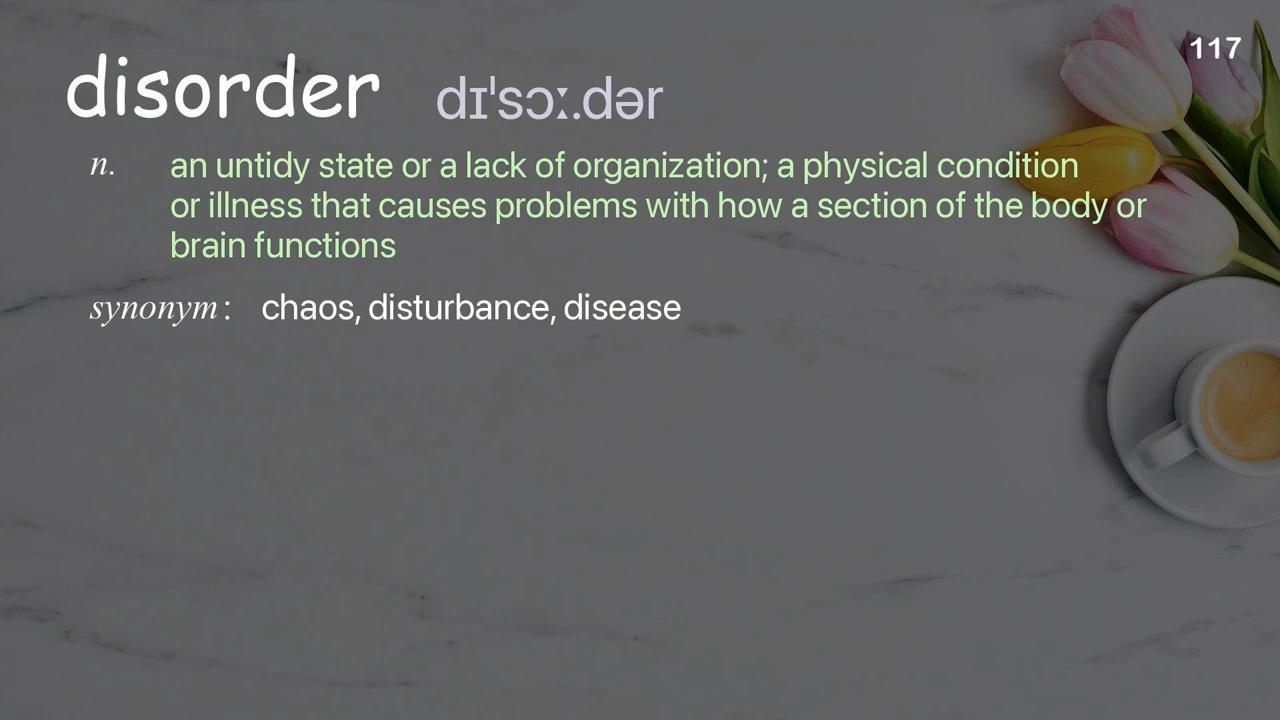 117
disorder dɪˈsɔː.dər
n. an untidy state or a lack of organization; a physical condition
or illness that causes problems with how a section of the body or
brain functions
synonym: chaos, disturbance, disease